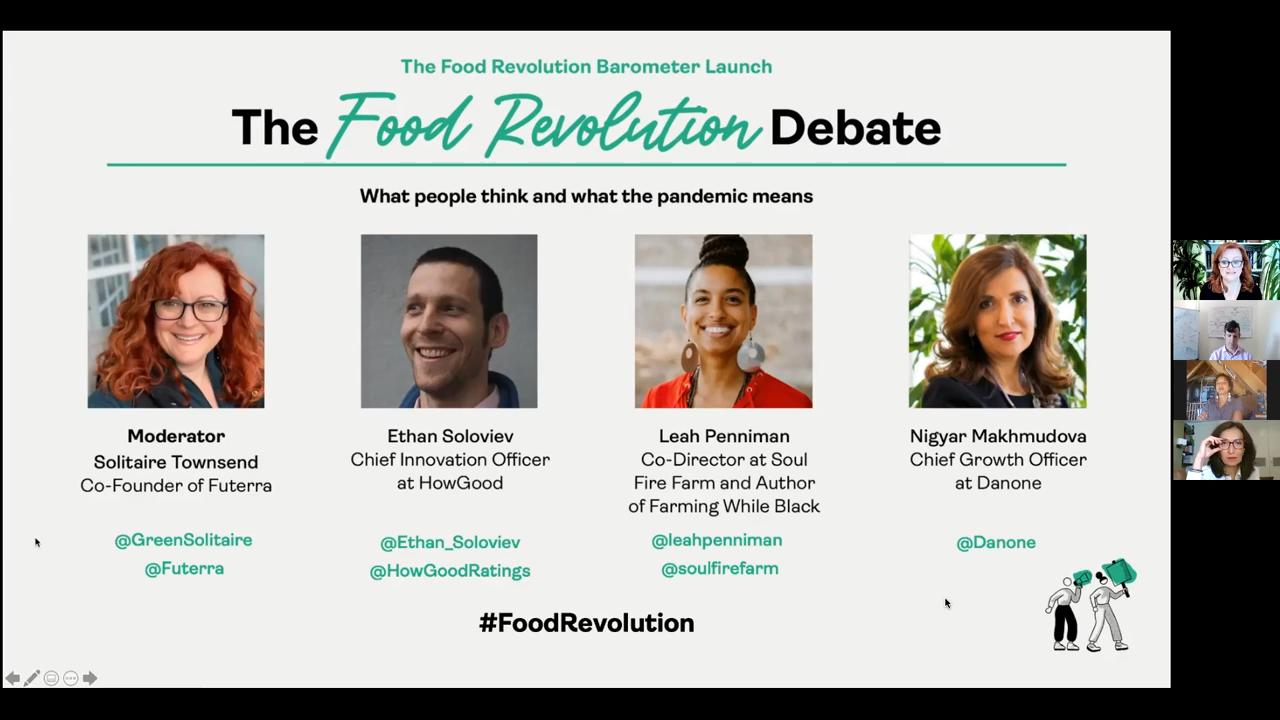 The Food Revolution Barometer Launch
The Food Revolution Debate
What people think and what the pandemic means
Moderator
Solitaire Townsend
Co-Founder of Futerra
@GreenSolitaire
@Futerra
Ethan Soloviev
Chief Innovation Officer
at HowGood
@Ethan_Soloviev
@HowGoodRatings
Leah Penniman
Co-Director at Soul
Fire Farm and Author
of Farming While Black
@leahpenniman
@soulfirefarm
Nigyar Makhmudova
Chief Growth Officer
at Danone
@Danone
#FoodRevolution